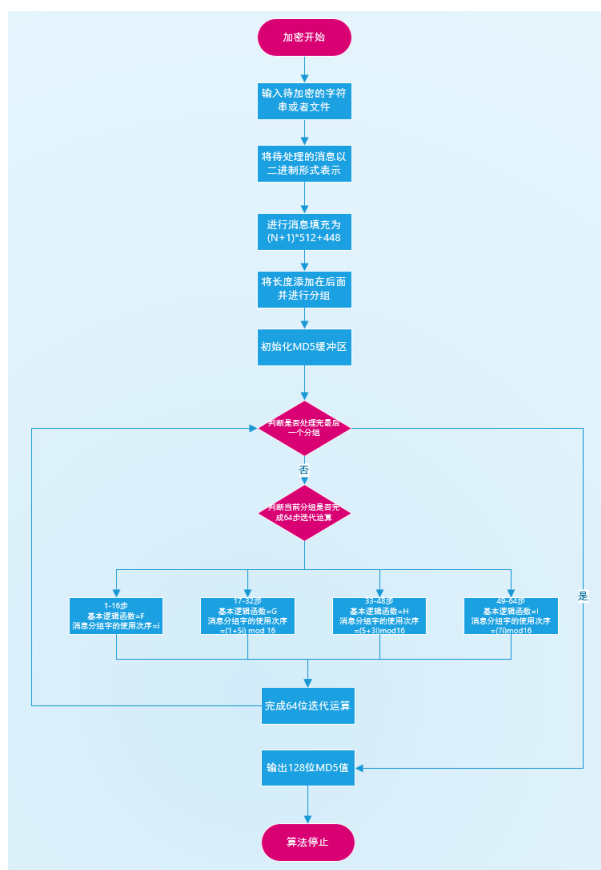 加密开始
输入待加密的字符
串或者文件
将待处理的消息以
二进制形式表示
进行消息填充为
(N+1)*512+448
将长度添加在后面
并进行分组
初始化MD5缓冲区
判断是否处理完最后
一个分组
否
判断当前分组是否完
成64步迭代运算
1-16步
基本逻辑函数=F
消息分组字的使用次序=i
17-32步
基本逻辑函数=G
消息分组字的使用次序
=(1+5i) mod 16
33-48步
基本逻辑函数=H
消息分组字的使用次序
=(5+3i)mod16
49-64步
基本逻辑函数=I
消息分组字的使用次序
=(7i)mod16
是
完成64位迭代运算
输出128位MD5值
算法停止